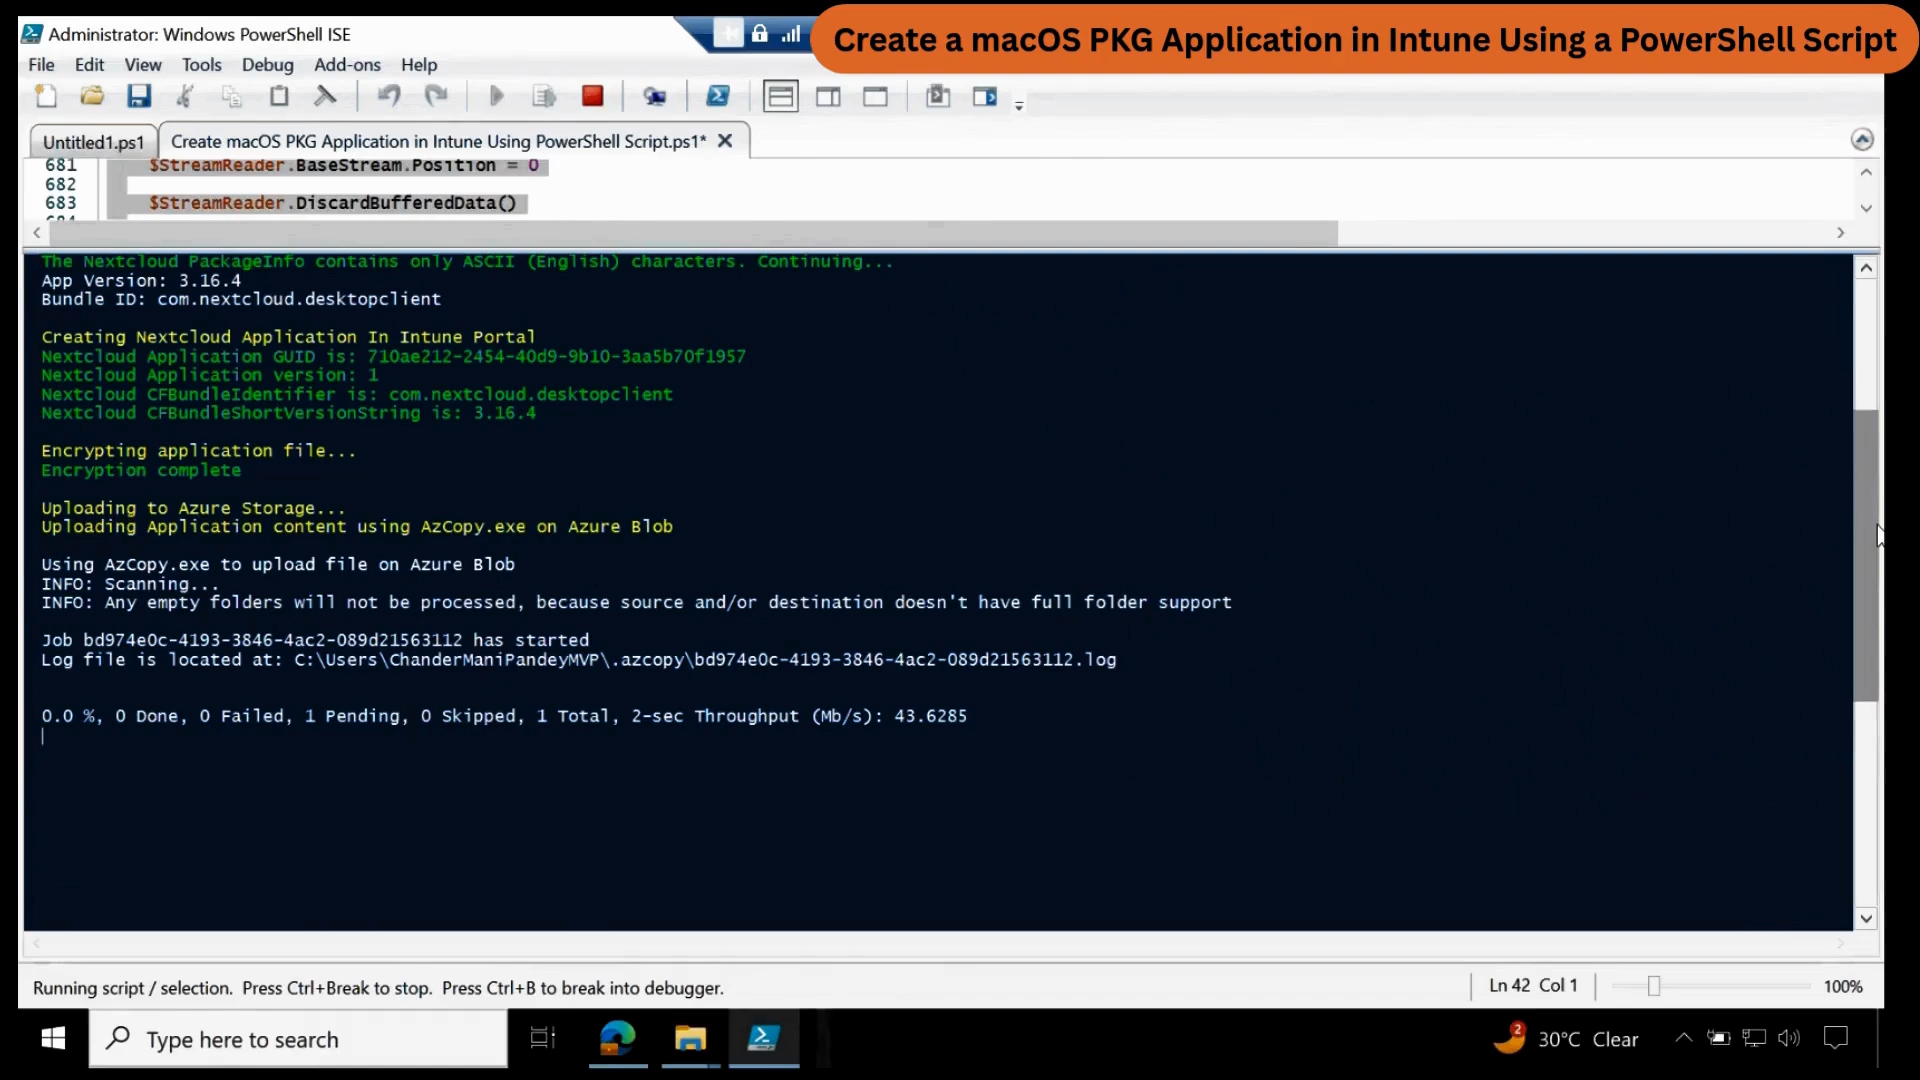 Administrator: Windows PowerShell ISE
Create a macOS PKG Application in Intune Using a PowerShell Script
File Edit View Tools Debug Add-ons Help
Untitled1.ps1 Create macOS PKG Application in Intune Using PowerShell Script.ps1* X
681 $StreamReader.BaseStream.Position = 0
682
683 $StreamReader.DiscardBufferedData()
684
The Nextcloud PackageInfo contains only ASCII (English) characters. Continuing...
App Version: 3.16.4
Bundle ID: com.nextcloud.desktopclient
Creating Nextcloud Application In Intune Portal
Nextcloud Application GUID is: 710ae212-2454-40d9-9b10-3aa5b70f1957
Nextcloud Application version: 1
Nextcloud CFBundleIdentifier is: com.nextcloud.desktopclient
Nextcloud CFBundleShortVersionString is: 3.16.4
Encrypting application file...
Encryption complete
Uploading to Azure Storage...
Uploading Application content using AzCopy.exe on Azure Blob
Using AzCopy.exe to upload file on Azure Blob
INFO: Scanning...
INFO: Any empty folders will not be processed, because source and/or destination doesn't have full folder support
Job bd974e0c-4193-3846-4ac2-089d21563112 has started
Log file is located at: C:\Users\ChanderManiPandeyMVP\.azcopy\bd974e0c-4193-3846-4ac2-089d21563112.log
0.0 %, 0 Done, 0 Failed, 1 Pending, 0 Skipped, 1 Total, 2-sec Throughput (Mb/s): 43.6285
Running script / selection. Press Ctrl+Break to stop. Press Ctrl+B to break into debugger.
Ln 42 Col 1 100%
Type here to search
2 30°C Clear